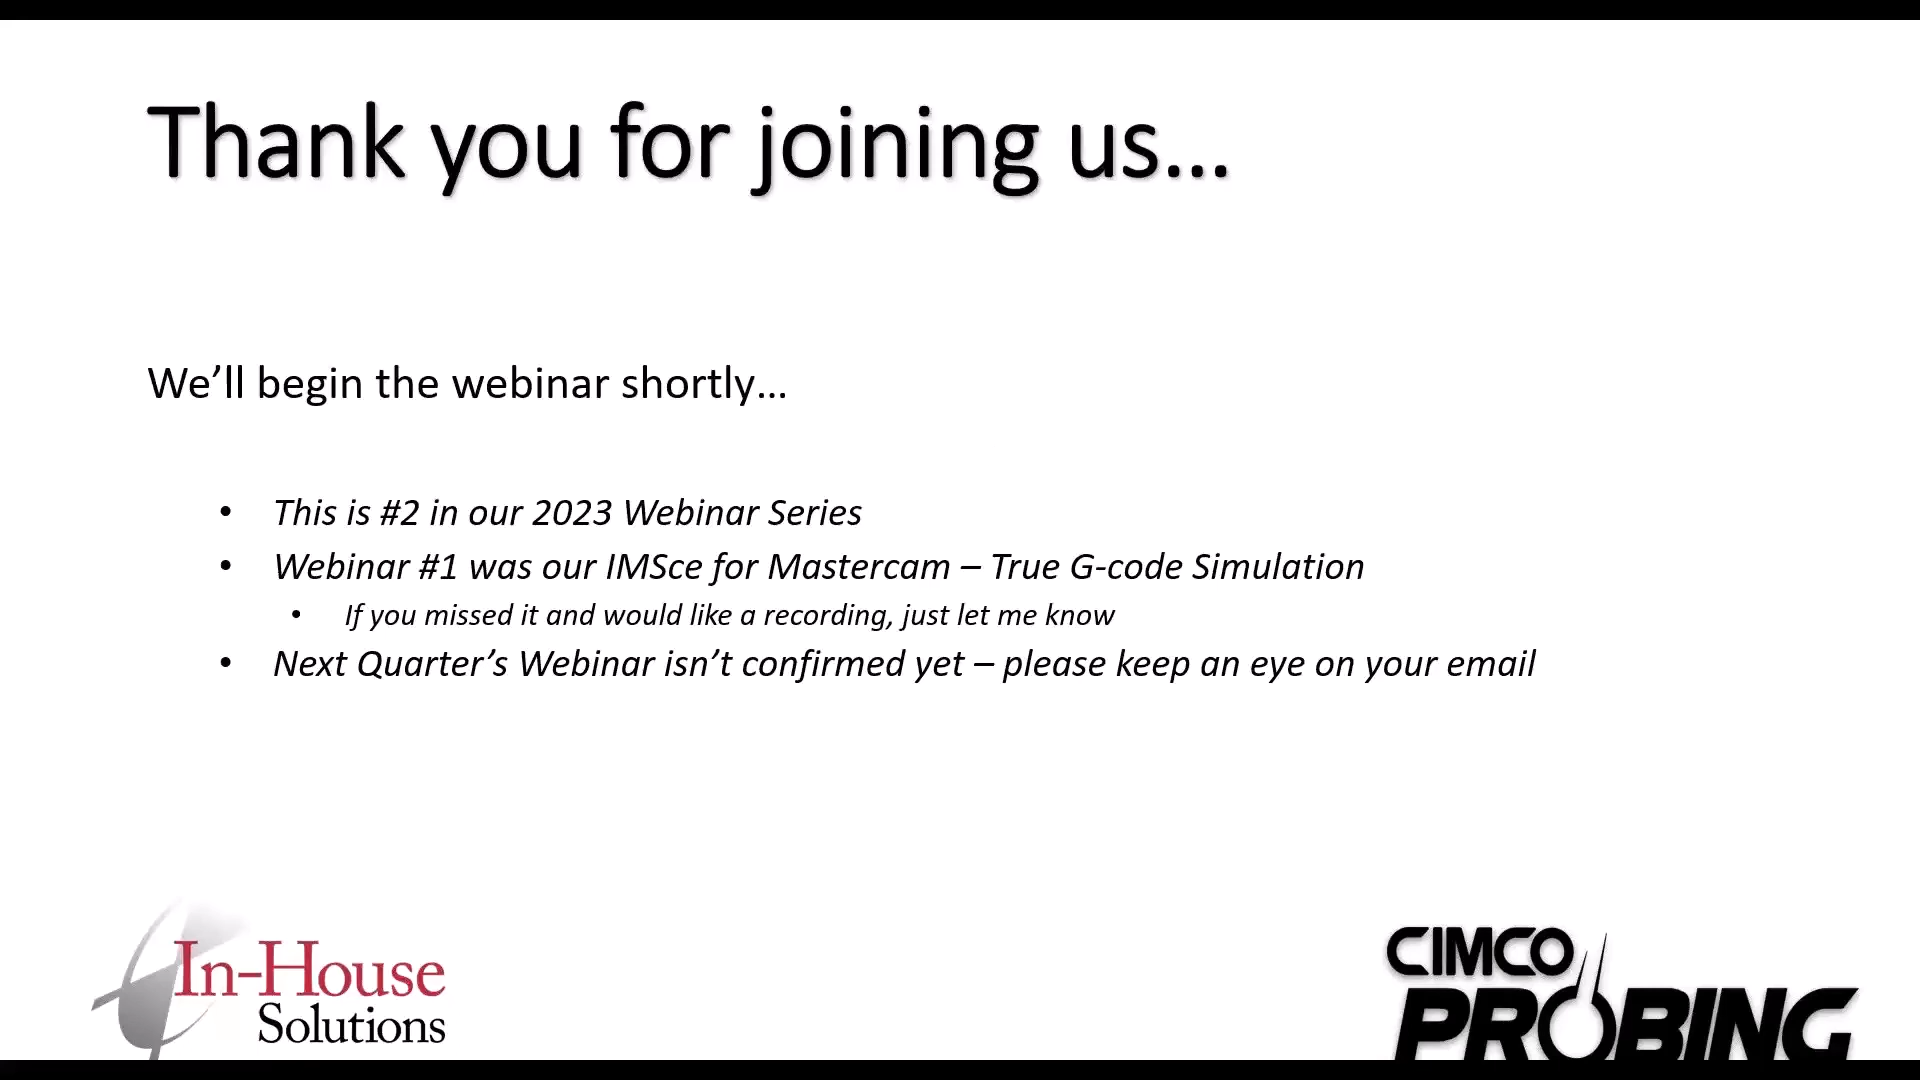 Thank you for joining us...
We’ll begin the webinar shortly...
• This is #2 in our 2023 Webinar Series
• Webinar #1 was our IMSce for Mastercam – True G-code Simulation
• If you missed it and would like a recording, just let me know
• Next Quarter’s Webinar isn’t confirmed yet – please keep an eye on your email
In-House
Solutions
CIMCO
PROBING